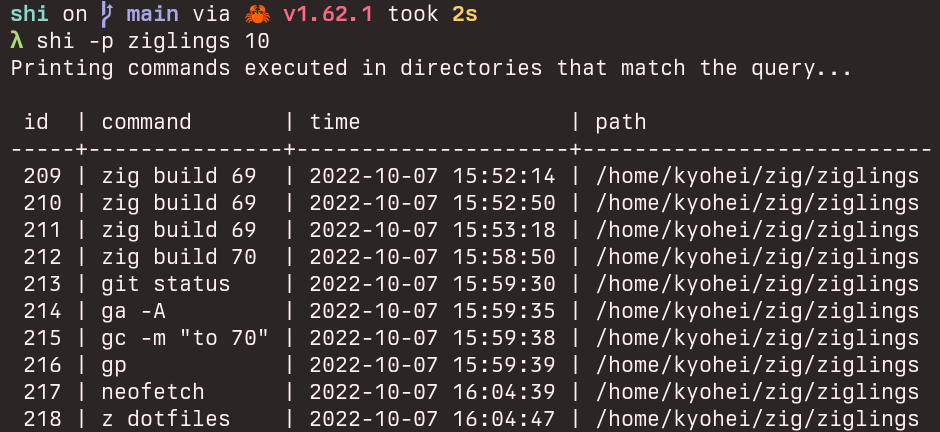 shi on main via 🦀 v1.62.1 took 2s
λ shi -p ziglings 10
Printing commands executed in directories that match the query...
id | command | time | path
-----+---------------+---------------------+---------------------------
209 | zig build 69 | 2022-10-07 15:52:14 | /home/kyohei/zig/ziglings
210 | zig build 69 | 2022-10-07 15:52:50 | /home/kyohei/zig/ziglings
211 | zig build 69 | 2022-10-07 15:53:18 | /home/kyohei/zig/ziglings
212 | zig build 70 | 2022-10-07 15:58:50 | /home/kyohei/zig/ziglings
213 | git status | 2022-10-07 15:59:30 | /home/kyohei/zig/ziglings
214 | ga -A | 2022-10-07 15:59:35 | /home/kyohei/zig/ziglings
215 | gc -m "to 70" | 2022-10-07 15:59:38 | /home/kyohei/zig/ziglings
216 | gp | 2022-10-07 15:59:39 | /home/kyohei/zig/ziglings
217 | neofetch | 2022-10-07 16:04:39 | /home/kyohei/zig/ziglings
218 | z dotfiles | 2022-10-07 16:04:47 | /home/kyohei/zig/ziglings